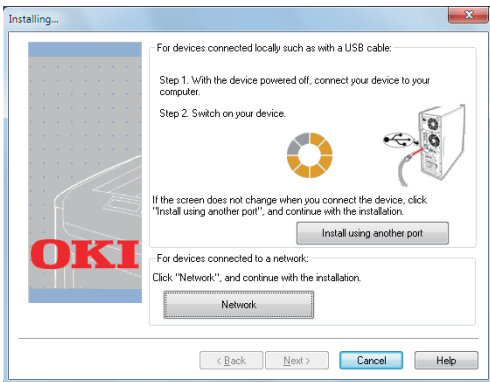 Installing...
For devices connected locally such as with a USB cable:
Step 1. With the device powered off, connect your device to your
computer.
Step 2. Switch on your device.
If the screen does not change when you connect the device, click
"Install using another port", and continue with the installation.
Install using another port
OKI
For devices connected to a network:
Click "Network", and continue with the installation.
Network
< Back
Next >
Cancel
Help